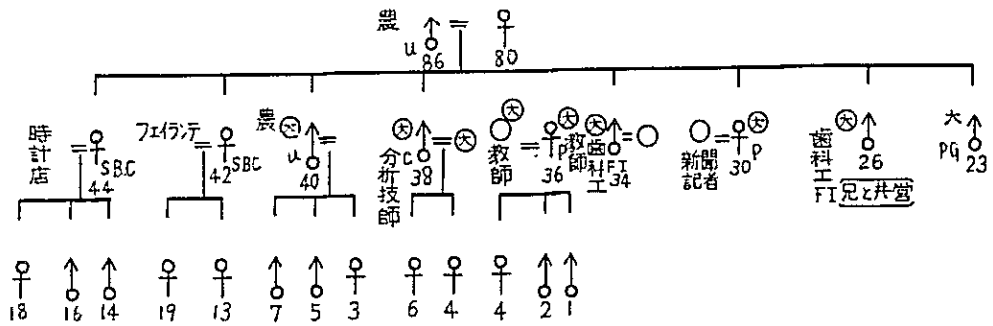 農
u
86 80
時計店
SBC
44
フェイランテ
SBC
42
農 大
u
40
大
分析技師
C
38
大
大
教師
大
教師
P
36
大
歯科工
FI
34
新聞記者
大
P
30
大
歯科工
FI
26
兄と共営
大
PG
23
18 16 14 19 13 7 5 3 6 4 4 2 1